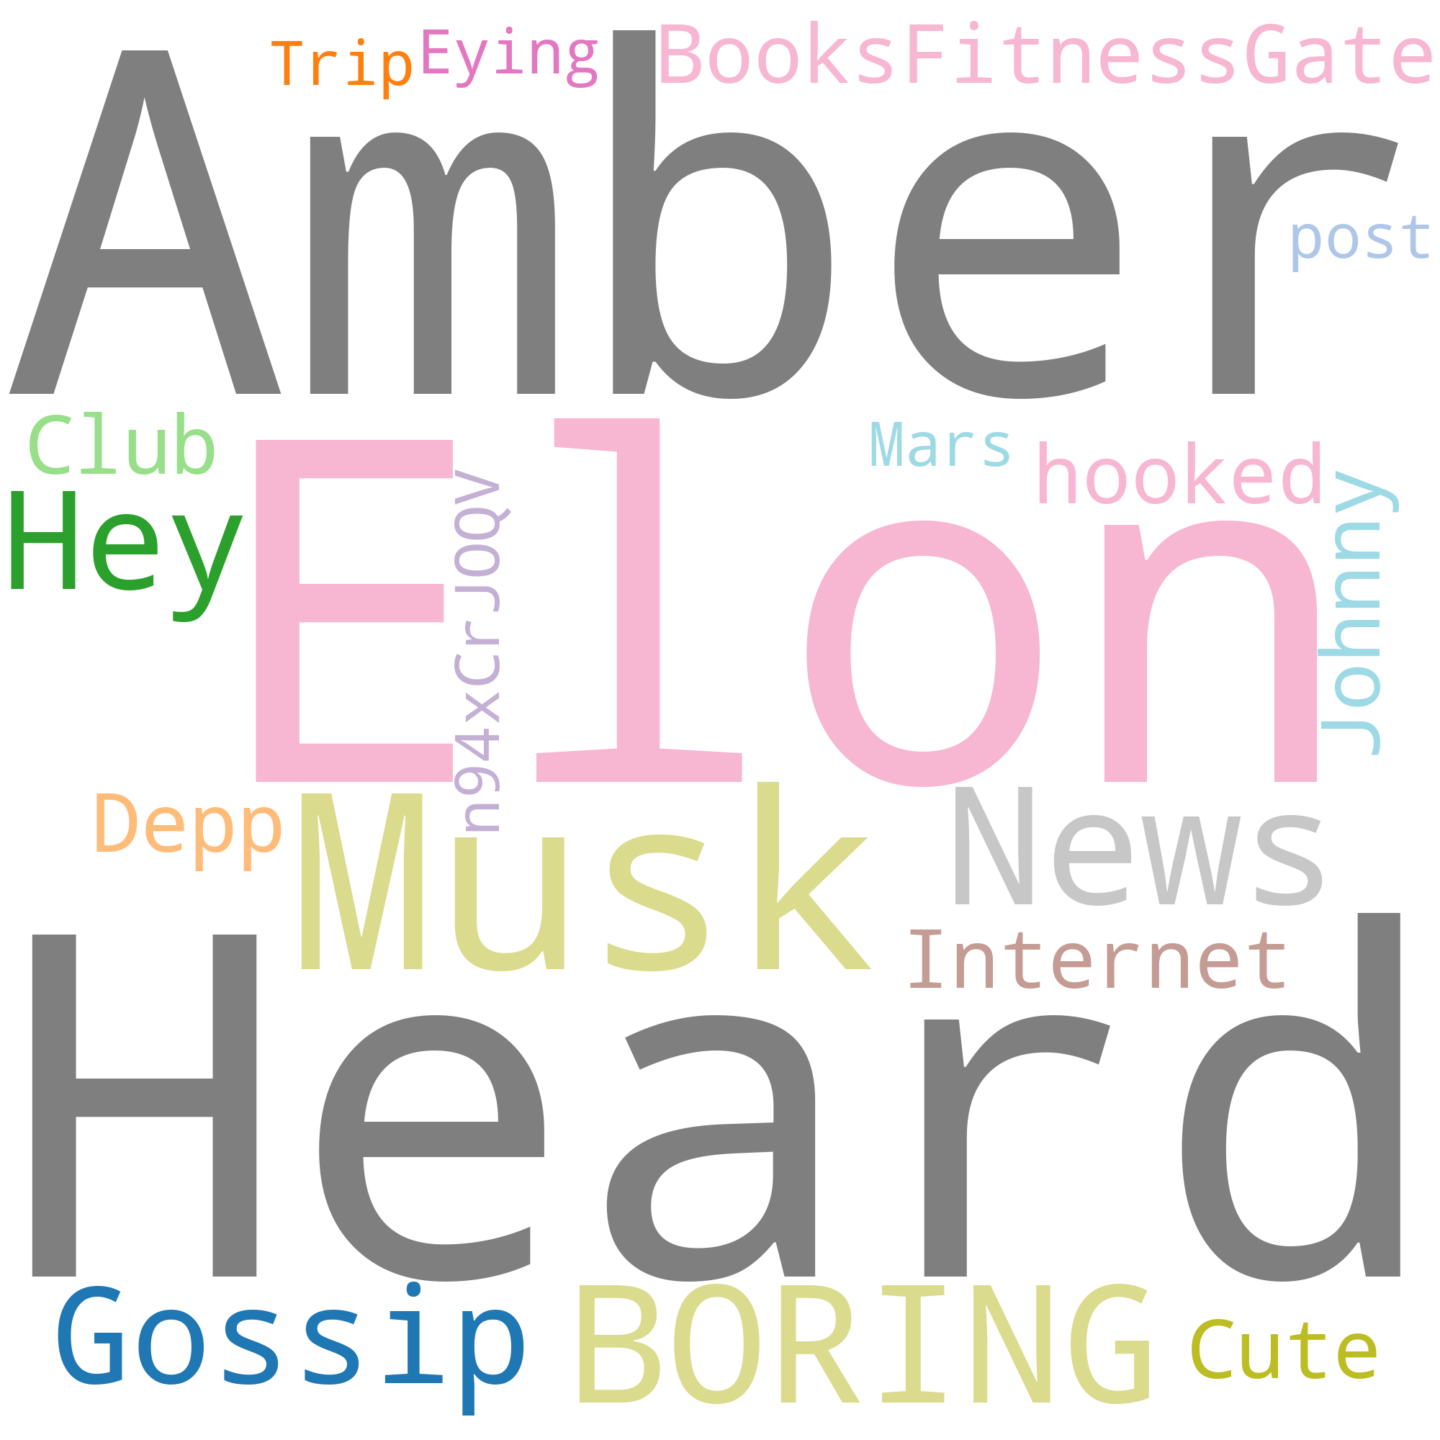 Trip Eying BooksFitnessGate
Amber
post
Club
Mars
hooked
Hey
Elon
n94xCrJOQV
Johnny
Depp
Musk
News
Internet
Heard
Gossip
BORING
Cute